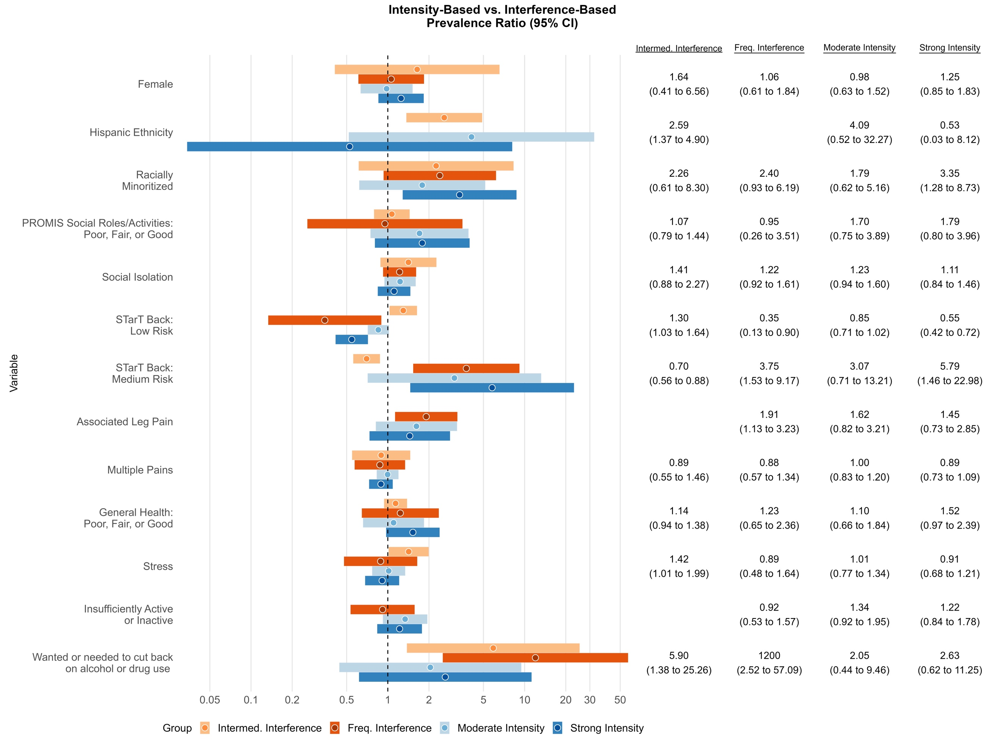 Intensity-Based vs. Interference-Based
Prevalence Ratio (95% CI)
Intermed. Interference Freq. Interference Moderate Intensity Strong Intensity
Female
1.64 1.06 0.98 1.25
(0.41 to 6.56) (0.61 to 1.84) (0.63 to 1.52) (0.85 to 1.83)
Hispanic Ethnicity
2.59 4.09 0.53
(1.37 to 4.90) (0.52 to 32.27) (0.03 to 8.12)
Racially
Minoritized
2.26 2.40 1.79 3.35
(0.61 to 8.30) (0.93 to 6.19) (0.62 to 5.16) (1.28 to 8.73)
PROMIS Social Roles/Activities:
Poor, Fair, or Good
1.07 0.95 1.70 1.79
(0.79 to 1.44) (0.26 to 3.51) (0.75 to 3.89) (0.80 to 3.96)
Social Isolation
1.41 1.22 1.23 1.11
(0.88 to 2.27) (0.92 to 1.61) (0.94 to 1.60) (0.84 to 1.46)
STarT Back:
Low Risk
1.30 0.35 0.85 0.55
(1.03 to 1.64) (0.13 to 0.90) (0.71 to 1.02) (0.42 to 0.72)
Variable
STarT Back:
Medium Risk
0.70 3.75 3.07 5.79
(0.56 to 0.88) (1.53 to 9.17) (0.71 to 13.21) (1.46 to 22.98)
Associated Leg Pain
1.91 1.62 1.45
(1.13 to 3.23) (0.82 to 3.21) (0.73 to 2.85)
Multiple Pains
0.89 0.88 1.00 0.89
(0.55 to 1.46) (0.57 to 1.34) (0.83 to 1.20) (0.73 to 1.09)
General Health:
Poor, Fair, or Good
1.14 1.23 1.10 1.52
(0.94 to 1.38) (0.65 to 2.36) (0.66 to 1.84) (0.97 to 2.39)
Stress
1.42 0.89 1.01 0.91
(1.01 to 1.99) (0.48 to 1.64) (0.77 to 1.34) (0.68 to 1.21)
Insufficiently Active
or Inactive
0.92 1.34 1.22
(0.53 to 1.57) (0.92 to 1.95) (0.84 to 1.78)
Wanted or needed to cut back
on alcohol or drug use
5.90 1200 2.05 2.63
(1.38 to 25.26) (2.52 to 57.09) (0.44 to 9.46) (0.62 to 11.25)
0.05 0.1 0.2 0.5 1 2 5 10 20 30 50
Group Intermed. Interference Freq. Interference Moderate Intensity Strong Intensity